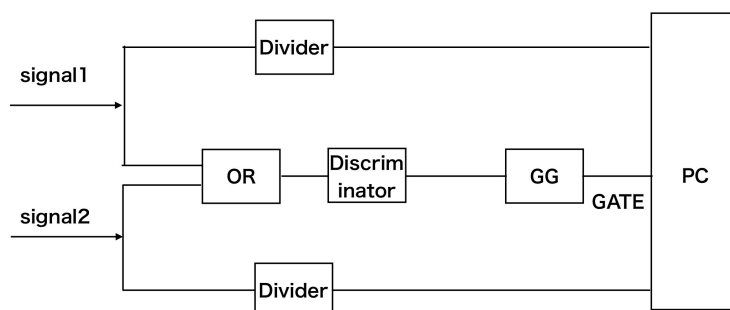 Divider
signal1
OR
Discrim
inator
GG
PC
GATE
signal2
Divider